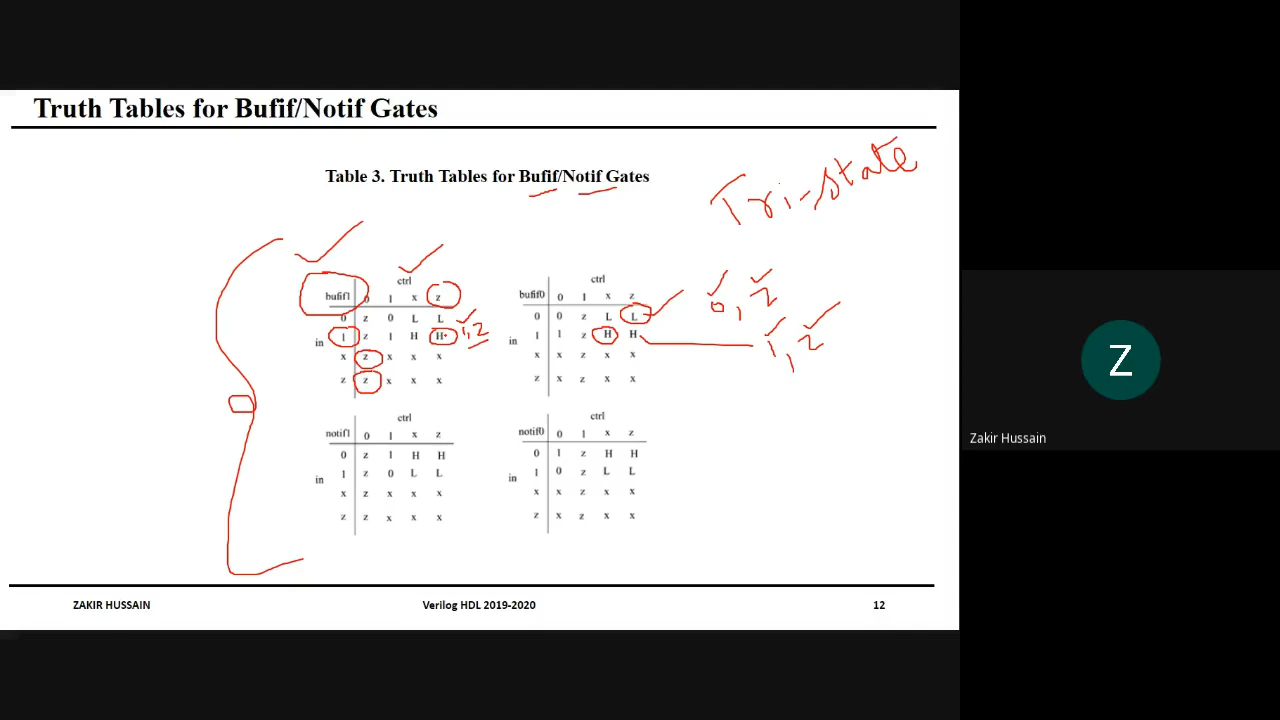 Truth Tables for Bufif/Notif Gates
Table 3. Truth Tables for Bufif/Notif Gates
Tri-state
ctrl
bufif1 0 1 x z
0 z 0 L L
in 1 z 1 H H 1, z
x z x x x
z z x x x
ctrl
bufif0 0 1 x z
0 0 z L L 0, z
in 1 1 z H H 1, z
x x z x x
z x z x x
ctrl
notif1 0 1 x z
0 z 1 H H
in 1 z 0 L L
x z x x x
z z x x x
ctrl
notif0 0 1 x z
0 1 z H H
in 1 0 z L L
x x z x x
z x z x x
ZAKIR HUSSAIN Verilog HDL 2019-2020 12
Z
Zakir Hussain